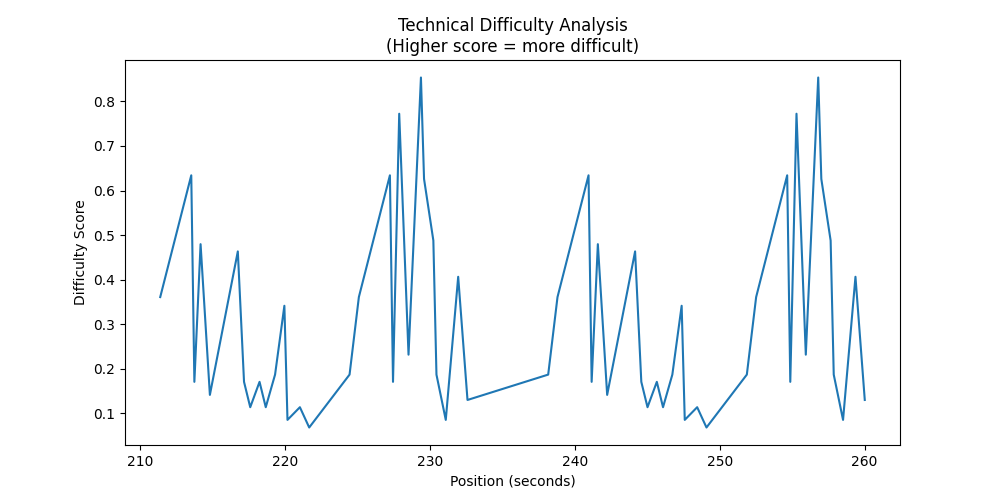 Technical Difficulty Analysis
(Higher score = more difficult)
Difficulty Score
0.8
0.7
0.6
0.5
0.4
0.3
0.2
0.1
210 220 230 240 250 260
Position (seconds)